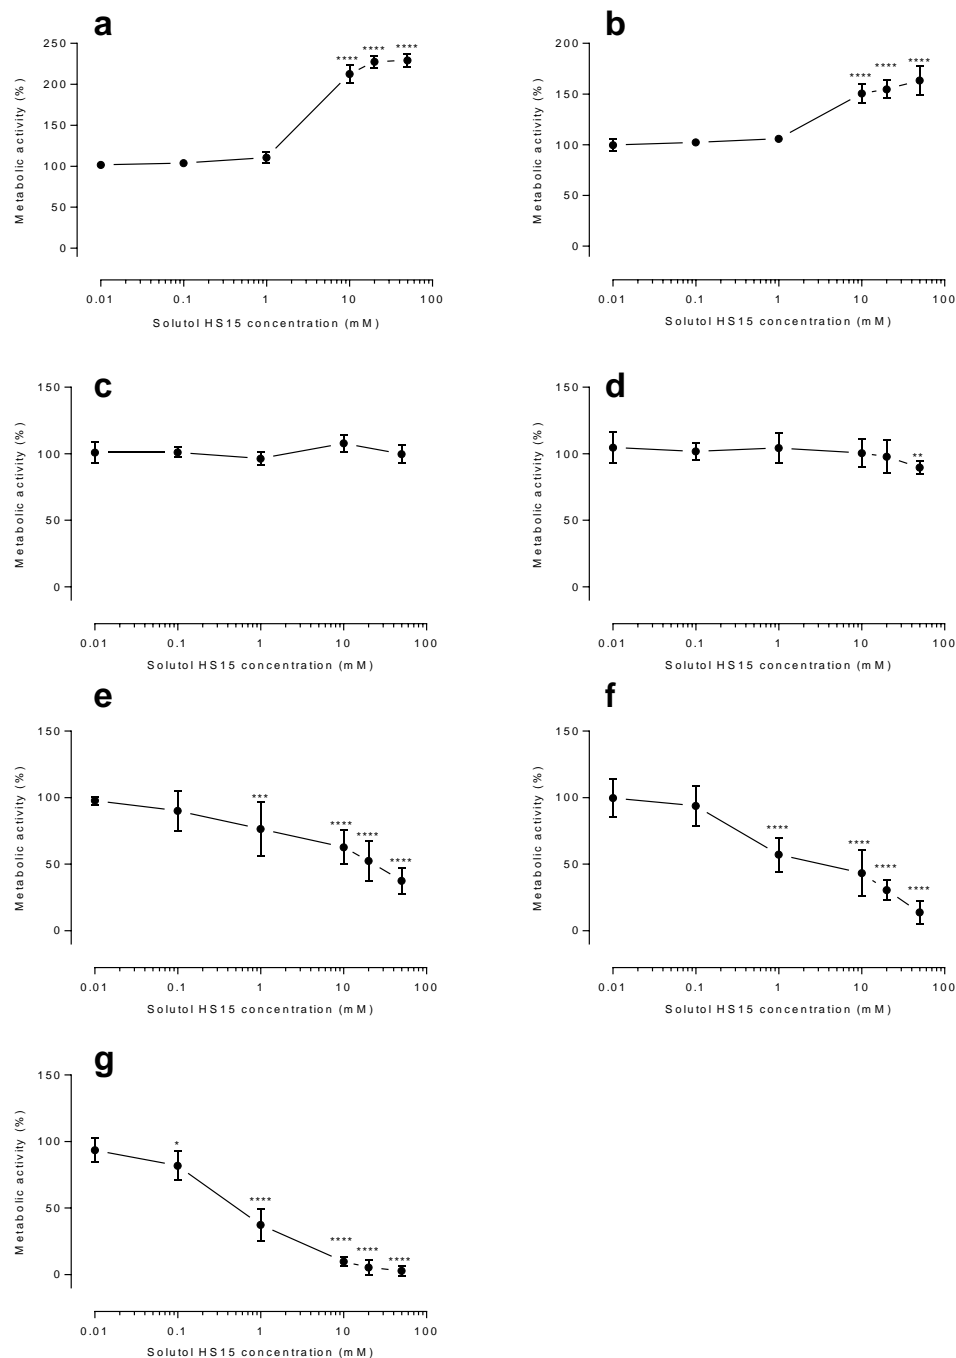 a
b
250
200
150
100
50
0
Metabolic activity (%)
**** **** ****
0.01 0.1 1 10 100
Solutol HS15 concentration (mM)
200
150
100
50
0
Metabolic activity (%)
**** **** ****
0.01 0.1 1 10 100
Solutol HS15 concentration (mM)
c
150
100
50
0
Metabolic activity (%)
0.01 0.1 1 10 100
Solutol HS15 concentration (mM)
d
150
100
50
0
Metabolic activity (%)
**
0.01 0.1 1 10 100
Solutol HS15 concentration (mM)
e
150
100
50
0
Metabolic activity (%)
*** **** **** ****
0.01 0.1 1 10 100
Solutol HS15 concentration (mM)
f
150
100
50
0
Metabolic activity (%)
**** **** **** ****
0.01 0.1 1 10 100
Solutol HS15 concentration (mM)
g
150
100
50
0
Metabolic activity (%)
* **** **** **** ****
0.01 0.1 1 10 100
Solutol HS15 concentration (mM)